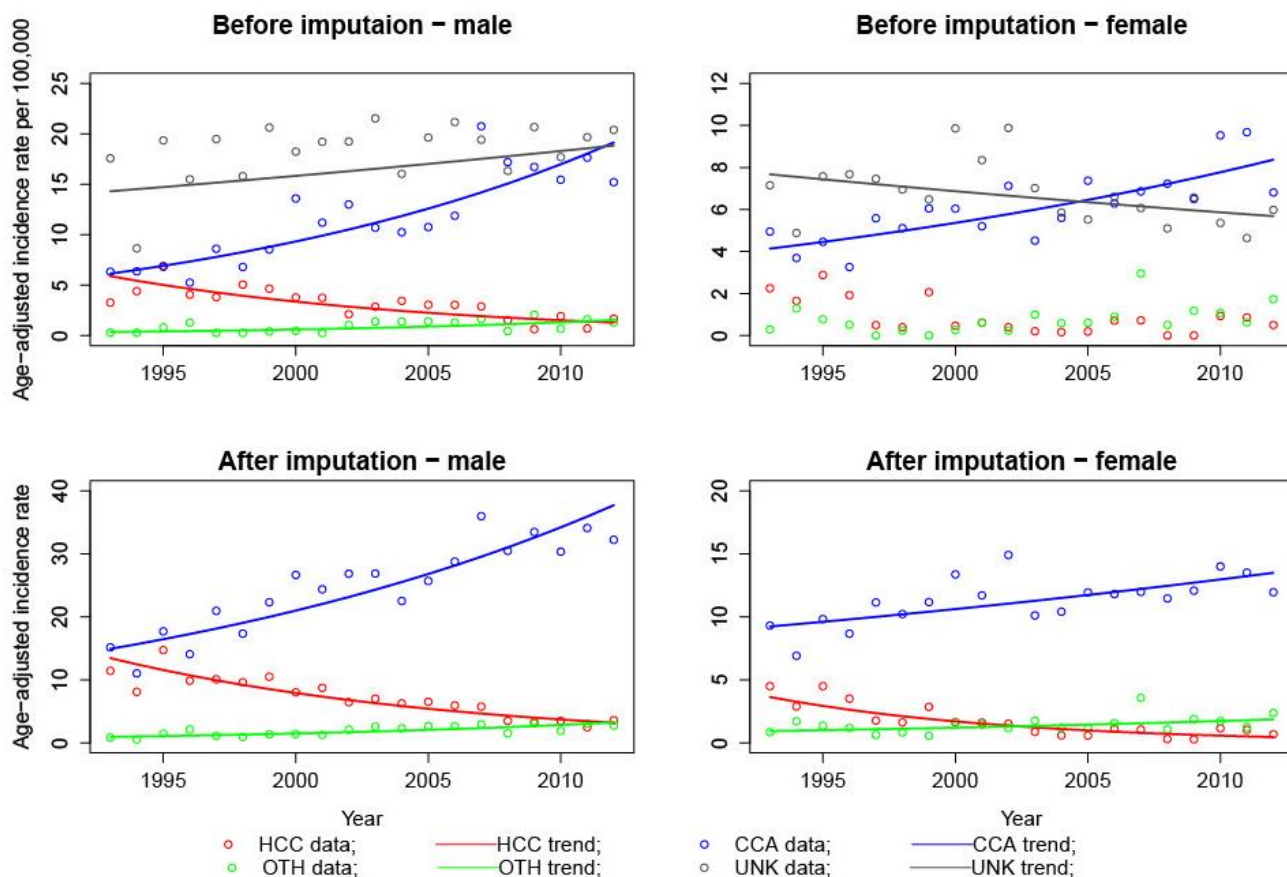 Before imputaion − male
Before imputation − female
Age-adjusted incidence rate per 100,000
25
20
15
10
5
0
1995 2000 2005 2010
12
10
8
6
4
2
0
1995 2000 2005 2010
After imputation − male
After imputation − female
Age-adjusted incidence rate
40
30
20
10
0
1995 2000 2005 2010
Year
20
15
10
5
0
1995 2000 2005 2010
Year
HCC data; HCC trend; CCA data; CCA trend;
OTH data; OTH trend; UNK data; UNK trend;